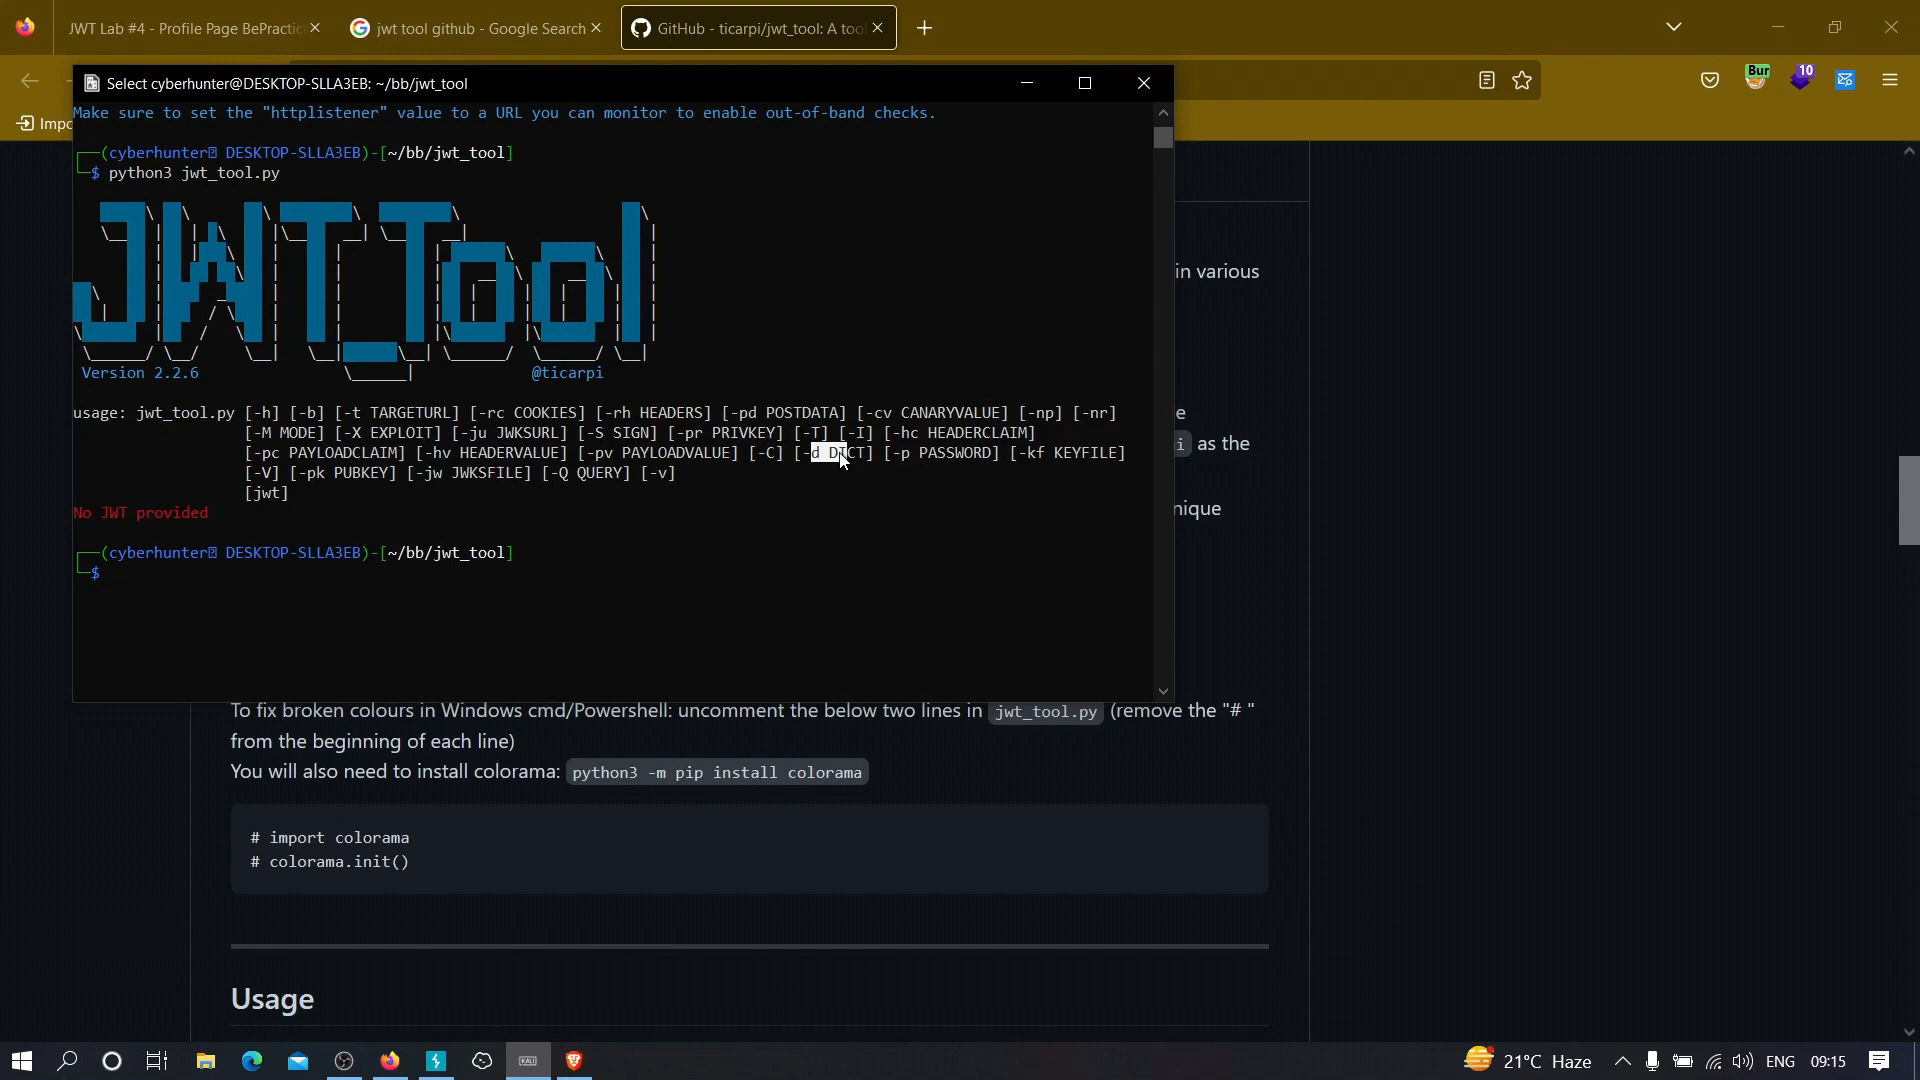 JWT Lab #4 - Profile Page BePractic
jwt tool github - Google Search
GitHub - ticarpi/jwt_tool: A tool
Bur
10
Impo
Select cyberhunter@DESKTOP-SLLA3EB: ~/bb/jwt_tool
Make sure to set the "httplistener" value to a URL you can monitor to enable out-of-band checks.
(cyberhunter DESKTOP-SLLA3EB)-[~/bb/jwt_tool]
$ python3 jwt_tool.py
JWT_Tool
Version 2.2.6
@ticarpi
usage: jwt_tool.py [-h] [-b] [-t TARGETURL] [-rc COOKIES] [-rh HEADERS] [-pd POSTDATA] [-cv CANARYVALUE] [-np] [-nr]
[-M MODE] [-X EXPLOIT] [-ju JWKSURL] [-S SIGN] [-pr PRIVKEY] [-T] [-I] [-hc HEADERCLAIM]
[-pc PAYLOADCLAIM] [-hv HEADERVALUE] [-pv PAYLOADVALUE] [-C] [-d DICT] [-p PASSWORD] [-kf KEYFILE]
[-V] [-pk PUBKEY] [-jw JWKSFILE] [-Q QUERY] [-v]
[jwt]
No JWT provided
(cyberhunter DESKTOP-SLLA3EB)-[~/bb/jwt_tool]
$
in various
e
i as the
nique
To fix broken colours in Windows cmd/Powershell: uncomment the below two lines in jwt_tool.py (remove the "# "
from the beginning of each line)
You will also need to install colorama: python3 -m pip install colorama
# import colorama
# colorama.init()
Usage
KALI
21°C Haze
ENG
09:15